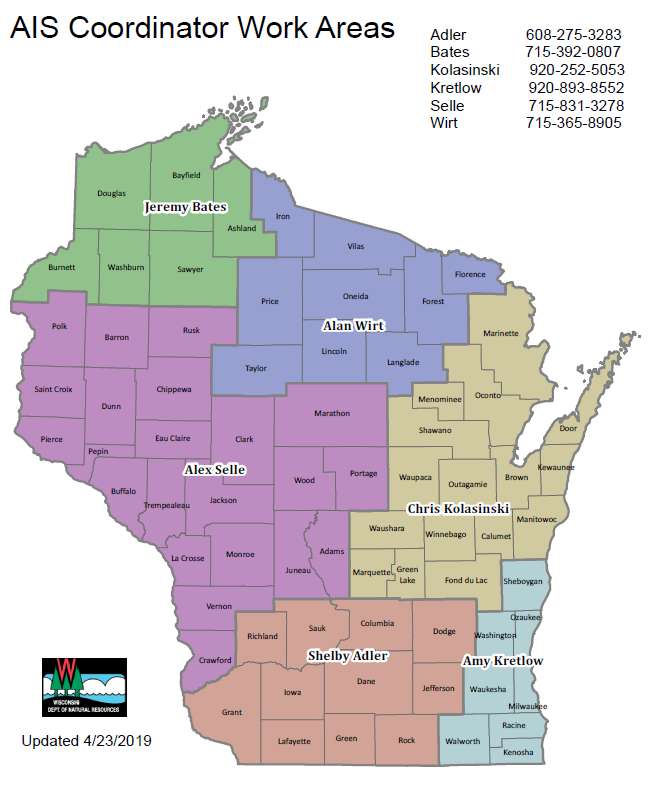 AIS Coordinator Work Areas
Adler 608-275-3283
Bates 715-392-0807
Kolasinski 920-252-5053
Kretlow 920-893-8552
Selle 715-831-3278
Wirt 715-365-8905
Bayfield
Douglas
Jeremy Bates
Iron
Ashland
Vilas
Burnett
Washburn
Sawyer
Florence
Price
Oneida
Forest
Polk
Barron
Rusk
Alan Wirt
Marinette
Lincoln
Langlade
Taylor
Saint Croix
Chippewa
Dunn
Menominee
Oconto
Marathon
Shawano
Door
Pierce
Eau Claire
Clark
Pepin
Alex Selle
Kewaunee
Wood
Portage
Waupaca
Outagamie
Brown
Buffalo
Trempealeau
Jackson
Chris Kolasinski
Manitowoc
Waushara
Winnebago
Calumet
La Crosse
Monroe
Adams
Juneau
Marquette
Green
Lake
Fond du Lac
Sheboygan
Vernon
Ozaukee
Richland
Sauk
Columbia
Dodge
Washington
Crawford
Shelby Adler
Amy Kretlow
Iowa
Dane
Jefferson
Waukesha
Milwaukee
Grant
Racine
Lafayette
Green
Rock
Walworth
Kenosha
WISCONSIN
DEPT. OF NATURAL RESOURCES
Updated 4/23/2019